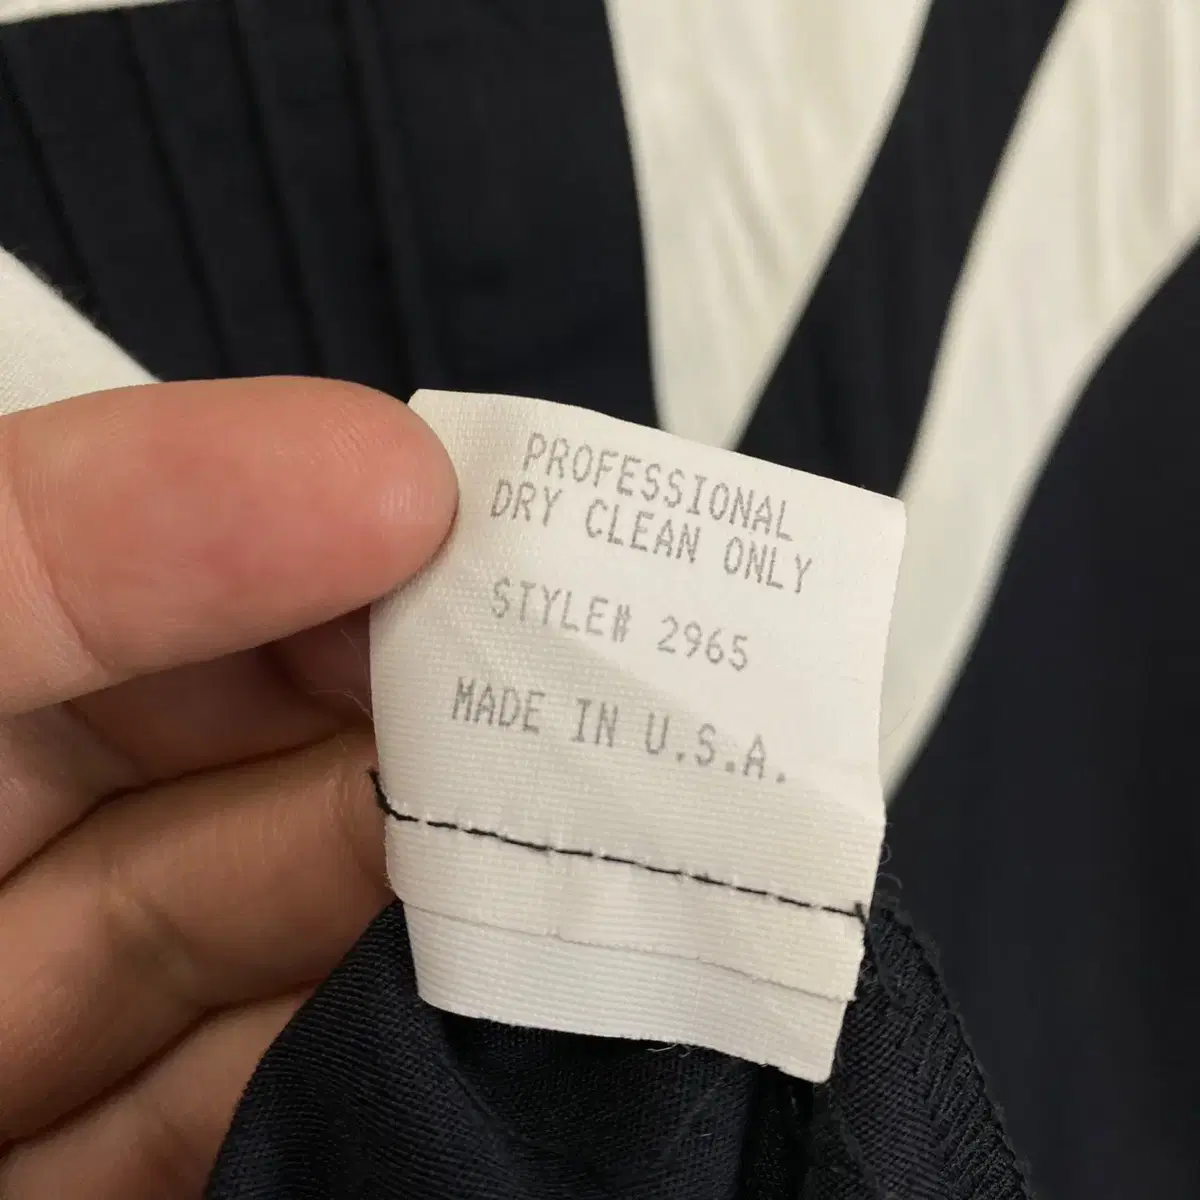 PROFESSIONAL
DRY CLEAN ONLY
STYLE# 2965
MADE IN U.S.A.